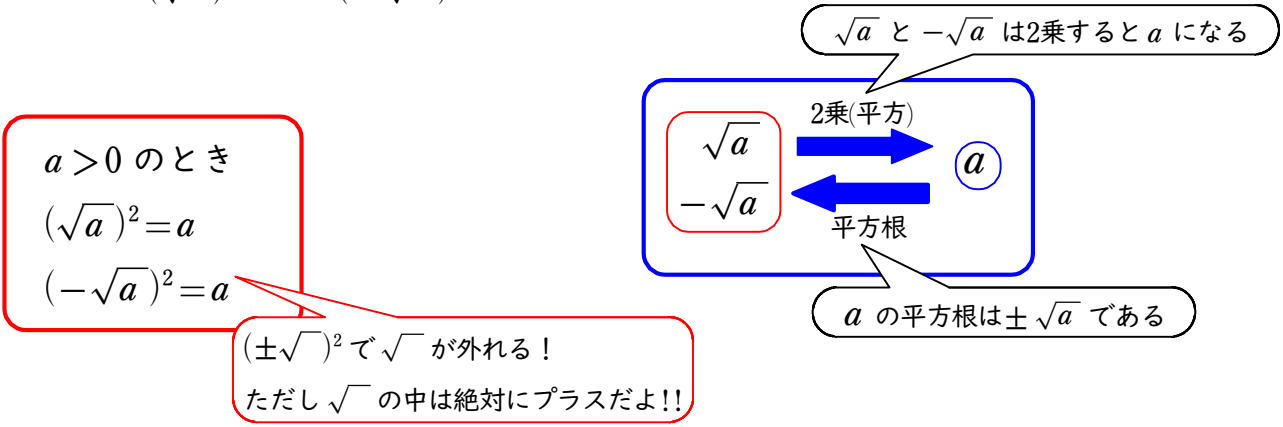 √a と −√a は2乗すると a になる
a>0 のとき
(√a)²=a
(−√a)²=a
(±√ )² で √ が外れる！
ただし √ の中は絶対にプラスだよ!!
2乗(平方)
√a
−√a
a
平方根
a の平方根は±√a である